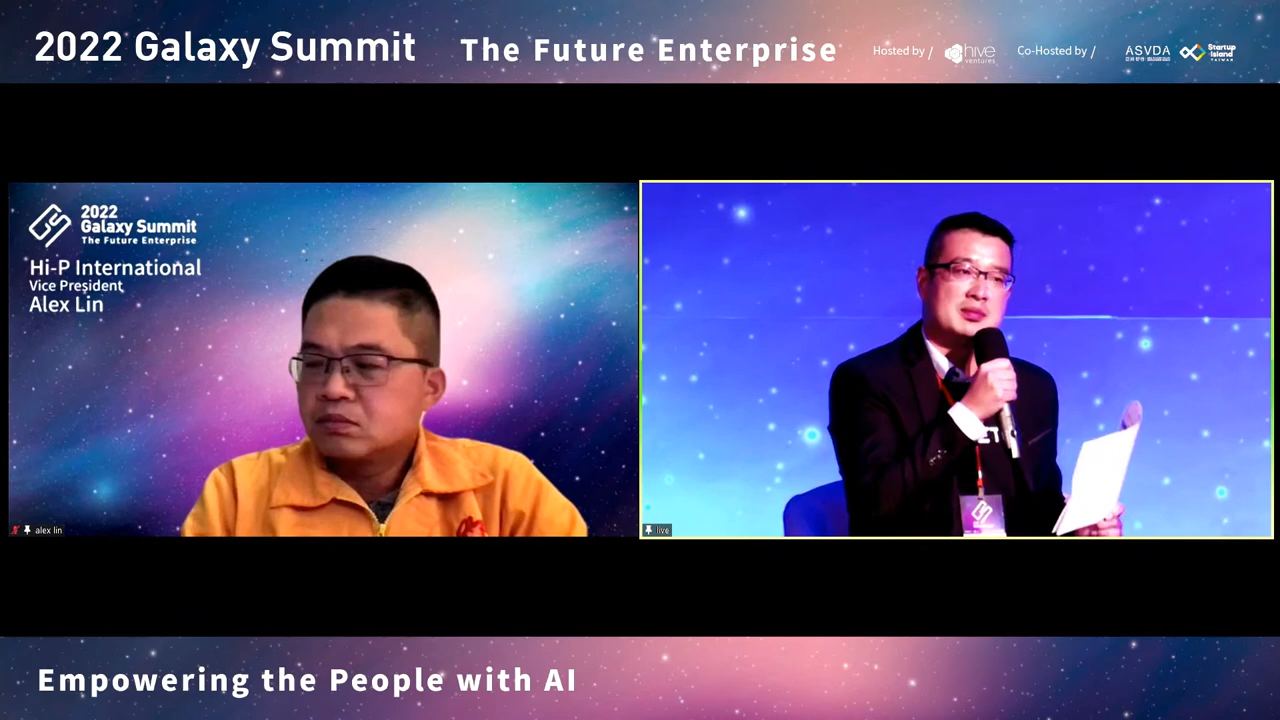 2022 Galaxy Summit
The Future Enterprise
Hosted by /
hive
ventures
Co-Hosted by /
ASVDA
Startup
Island
TAIWAN
2022
Galaxy Summit
The Future Enterprise
Hi-P International
Vice President
Alex Lin
alex lin
live
Empowering the People with AI